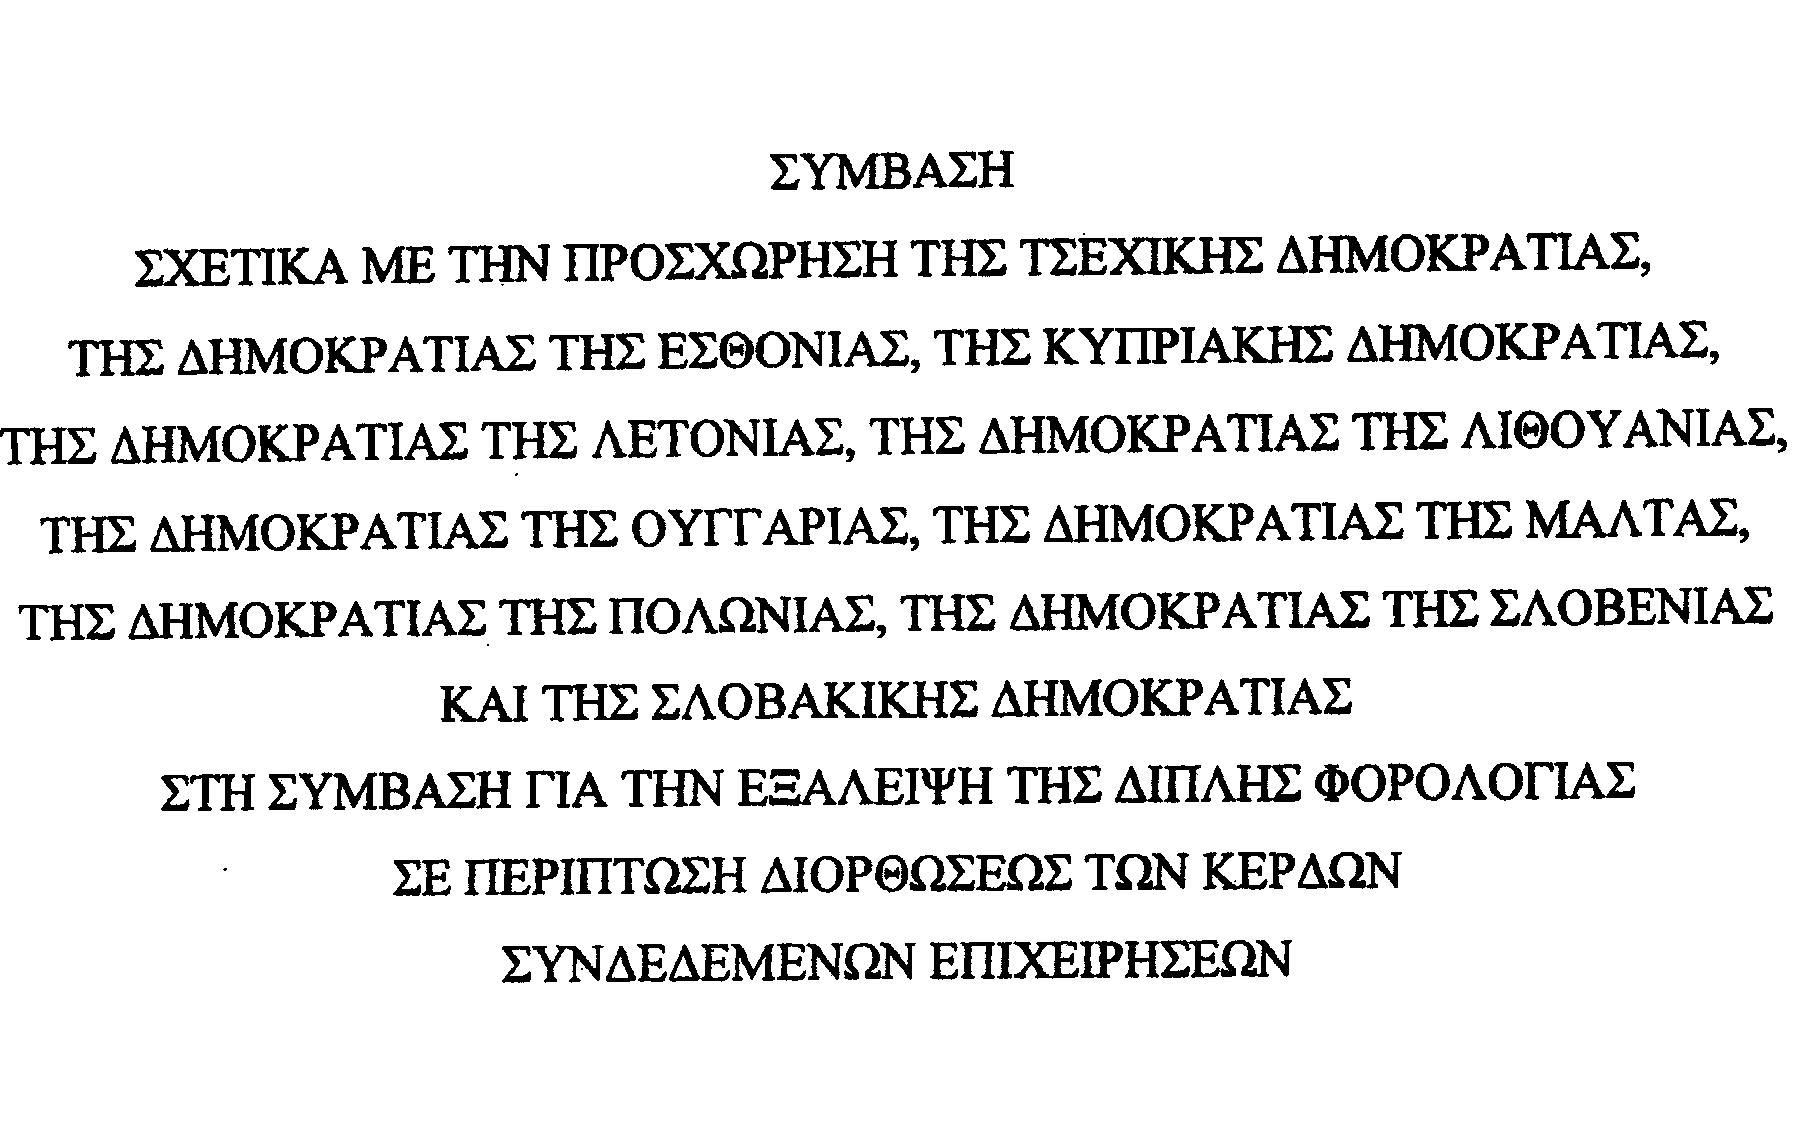 ΣΥΜΒΑΣΗ
ΣΧΕΤΙΚΑ ΜΕ ΤΗΝ ΠΡΟΣΧΩΡΗΣΗ ΤΗΣ ΤΣΕΧΙΚΗΣ ΔΗΜΟΚΡΑΤΙΑΣ,
ΤΗΣ ΔΗΜΟΚΡΑΤΙΑΣ ΤΗΣ ΕΣΘΟΝΙΑΣ, ΤΗΣ ΚΥΠΡΙΑΚΗΣ ΔΗΜΟΚΡΑΤΙΑΣ,
ΤΗΣ ΔΗΜΟΚΡΑΤΙΑΣ ΤΗΣ ΛΕΤΟΝΙΑΣ, ΤΗΣ ΔΗΜΟΚΡΑΤΙΑΣ ΤΗΣ ΛΙΘΟΥΑΝΙΑΣ,
ΤΗΣ ΔΗΜΟΚΡΑΤΙΑΣ ΤΗΣ ΟΥΓΓΑΡΙΑΣ, ΤΗΣ ΔΗΜΟΚΡΑΤΙΑΣ ΤΗΣ ΜΑΛΤΑΣ,
ΤΗΣ ΔΗΜΟΚΡΑΤΙΑΣ ΤΗΣ ΠΟΛΩΝΙΑΣ, ΤΗΣ ΔΗΜΟΚΡΑΤΙΑΣ ΤΗΣ ΣΛΟΒΕΝΙΑΣ
ΚΑΙ ΤΗΣ ΣΛΟΒΑΚΙΚΗΣ ΔΗΜΟΚΡΑΤΙΑΣ
ΣΤΗ ΣΥΜΒΑΣΗ ΓΙΑ ΤΗΝ ΕΞΑΛΕΙΨΗ ΤΗΣ ΔΙΠΛΗΣ ΦΟΡΟΛΟΓΙΑΣ
ΣΕ ΠΕΡΙΠΤΩΣΗ ΔΙΟΡΘΩΣΕΩΣ ΤΩΝ ΚΕΡΔΩΝ
ΣΥΝΔΕΔΕΜΕΝΩΝ ΕΠΙΧΕΙΡΗΣΕΩΝ